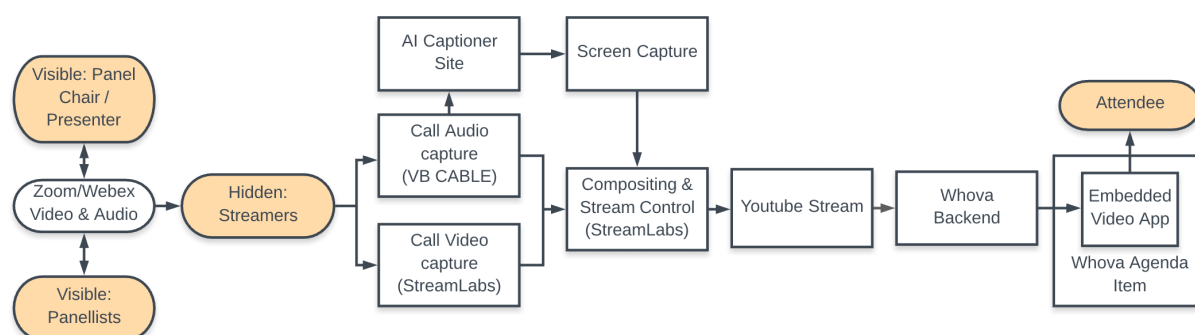 Visible: Panel
Chair /
Presenter
Zoom/Webex
Video & Audio
Visible:
Panellists
Hidden:
Streamers
AI Captioner
Site
Call Audio
capture
(VB CABLE)
Call Video
capture
(StreamLabs)
Screen Capture
Compositing &
Stream Control
(StreamLabs)
Youtube Stream
Whova
Backend
Attendee
Embedded
Video App
Whova Agenda
Item